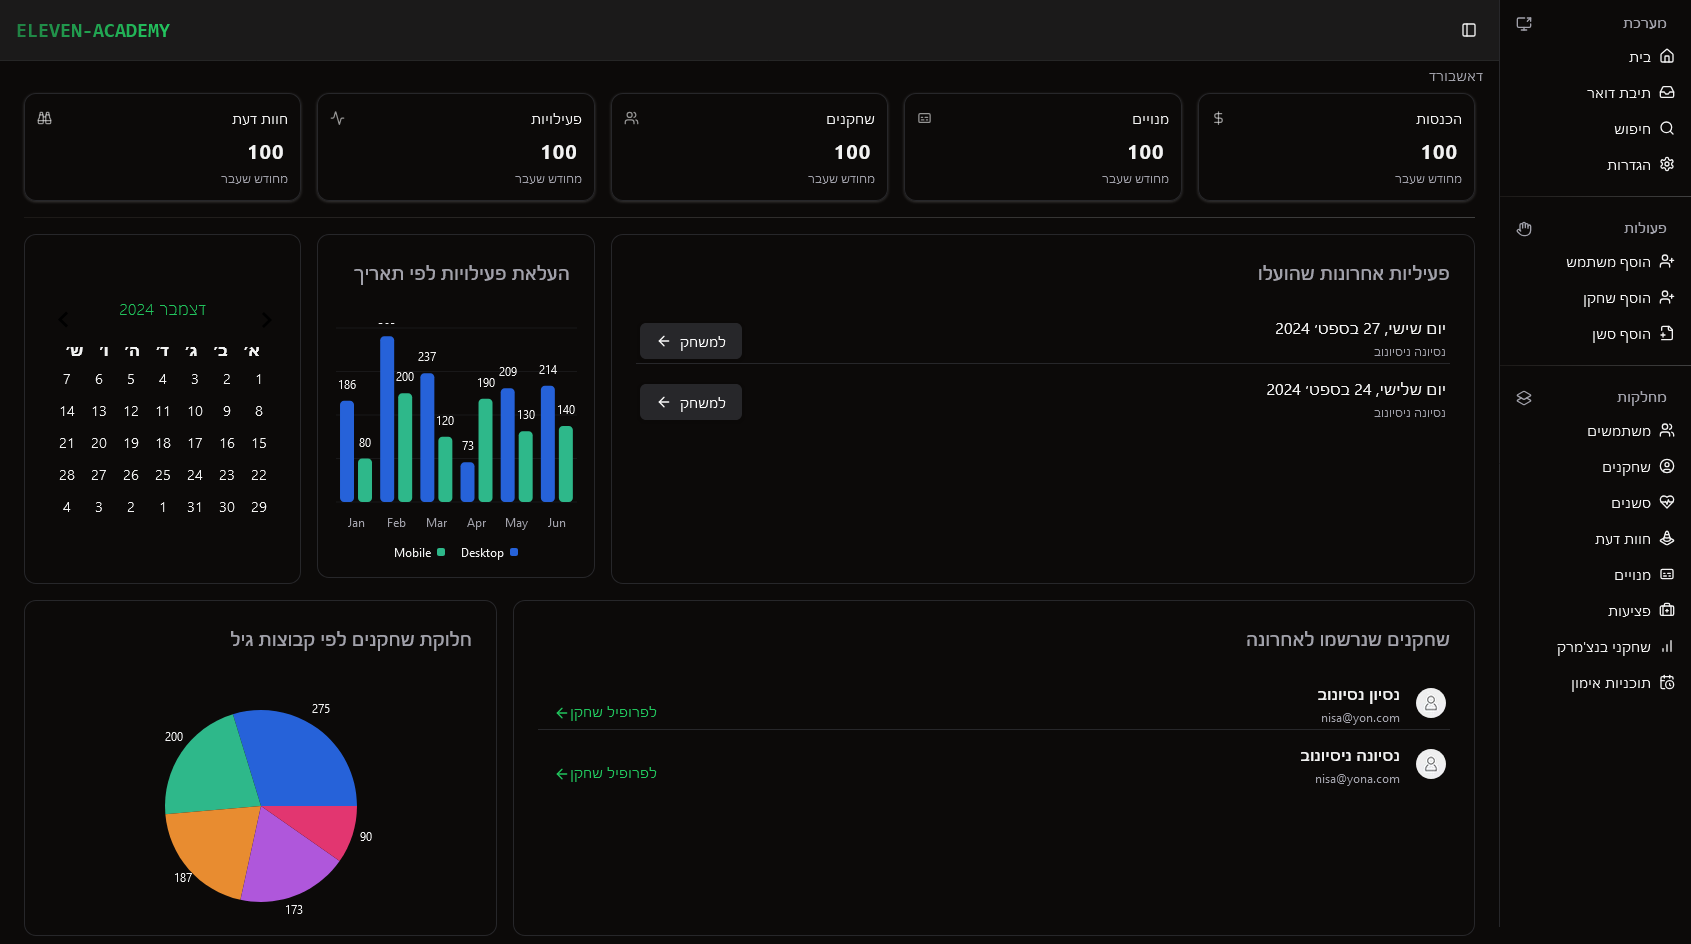 ELEVEN-ACADEMY
מערכת
בית
תיבת דואר
חיפוש
הגדרות
פעולות
הוסף משתמש
הוסף שחקן
הוסף סשן
מחלקות
משתמשים
שחקנים
סשנים
חוות דעת
מנויים
פציעות
שחקני בנצ'מרק
תוכניות אימון
דאשבורד
הכנסות
100
מחודש שעבר
מנויים
100
מחודש שעבר
שחקנים
100
מחודש שעבר
פעילויות
100
מחודש שעבר
חוות דעת
100
מחודש שעבר
פעיליות אחרונות שהועלו
יום שישי, 27 בספט׳ 2024
נסיונה ניסיונוב
למשחק
יום שלישי, 24 בספט׳ 2024
נסיונה ניסיונוב
למשחק
העלאת פעילויות לפי תאריך
186 80 200 237 120 73 190 209 130 214 140
Jan Feb Mar Apr May Jun
Mobile Desktop
דצמבר 2024
א׳ ב׳ ג׳ ד׳ ה׳ ו׳ ש׳
1 2 3 4 5 6 7
8 9 10 11 12 13 14
15 16 17 18 19 20 21
22 23 24 25 26 27 28
29 30 31 1 2 3 4
שחקנים שנרשמו לאחרונה
נסיון נסיונוב
nisa@yon.com
לפרופיל שחקן
נסיונה ניסיונוב
nisa@yona.com
לפרופיל שחקן
חלוקת שחקנים לפי קבוצות גיל
275
200
90
187
173